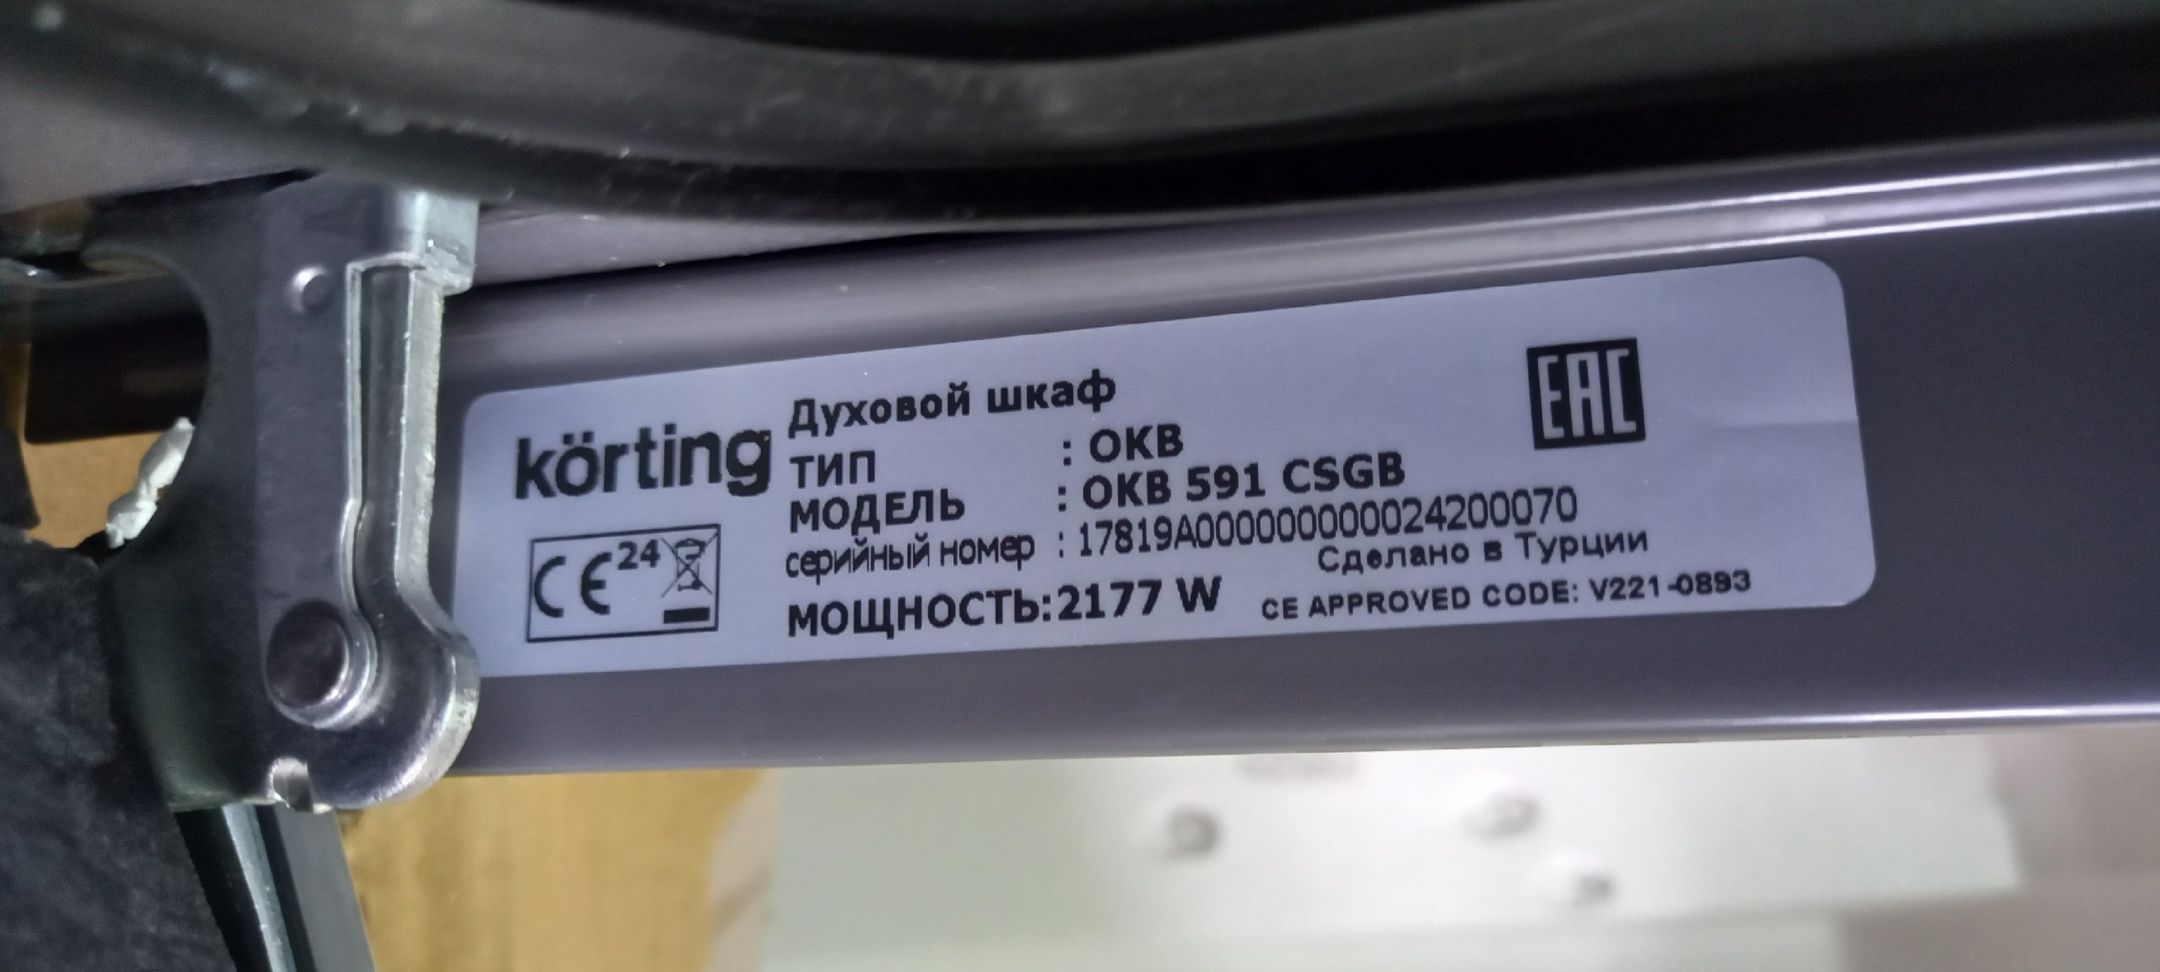 körting
Духовой шкаф
ТИП : OKB
МОДЕЛЬ : OKB 591 CSGB
серийный номер : 17819A000000000024200070
Сделано в Турции
МОЩНОСТЬ:2177 W
CE APPROVED CODE: V221-0893
CE 24
EAC